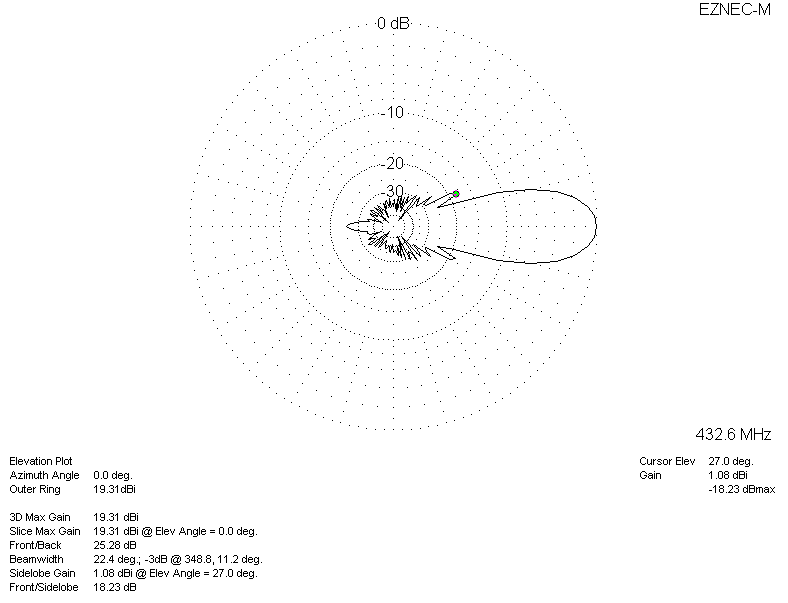 EZNEC-M
0 dB
-10
-20
-30
432.6 MHz
Elevation Plot
Azimuth Angle 0.0 deg.
Outer Ring 19.31dBi
Cursor Elev 27.0 deg.
Gain 1.08 dBi
-18.23 dBmax
3D Max Gain 19.31 dBi
Slice Max Gain 19.31 dBi @ Elev Angle = 0.0 deg.
Front/Back 25.28 dB
Beamwidth 22.4 deg.; -3dB @ 348.8, 11.2 deg.
Sidelobe Gain 1.08 dBi @ Elev Angle = 27.0 deg.
Front/Sidelobe 18.23 dB